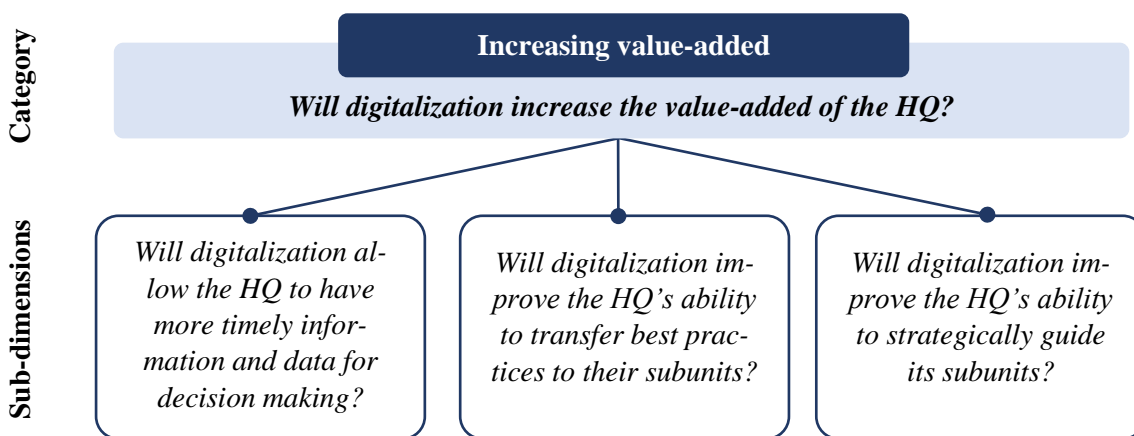 Category
Increasing value-added
Will digitalization increase the value-added of the HQ?
Sub-dimensions
Will digitalization al-
low the HQ to have
more timely infor-
mation and data for
decision making?
Will digitalization im-
prove the HQ’s ability
to transfer best prac-
tices to their subunits?
Will digitalization im-
prove the HQ’s ability
to strategically guide
its subunits?